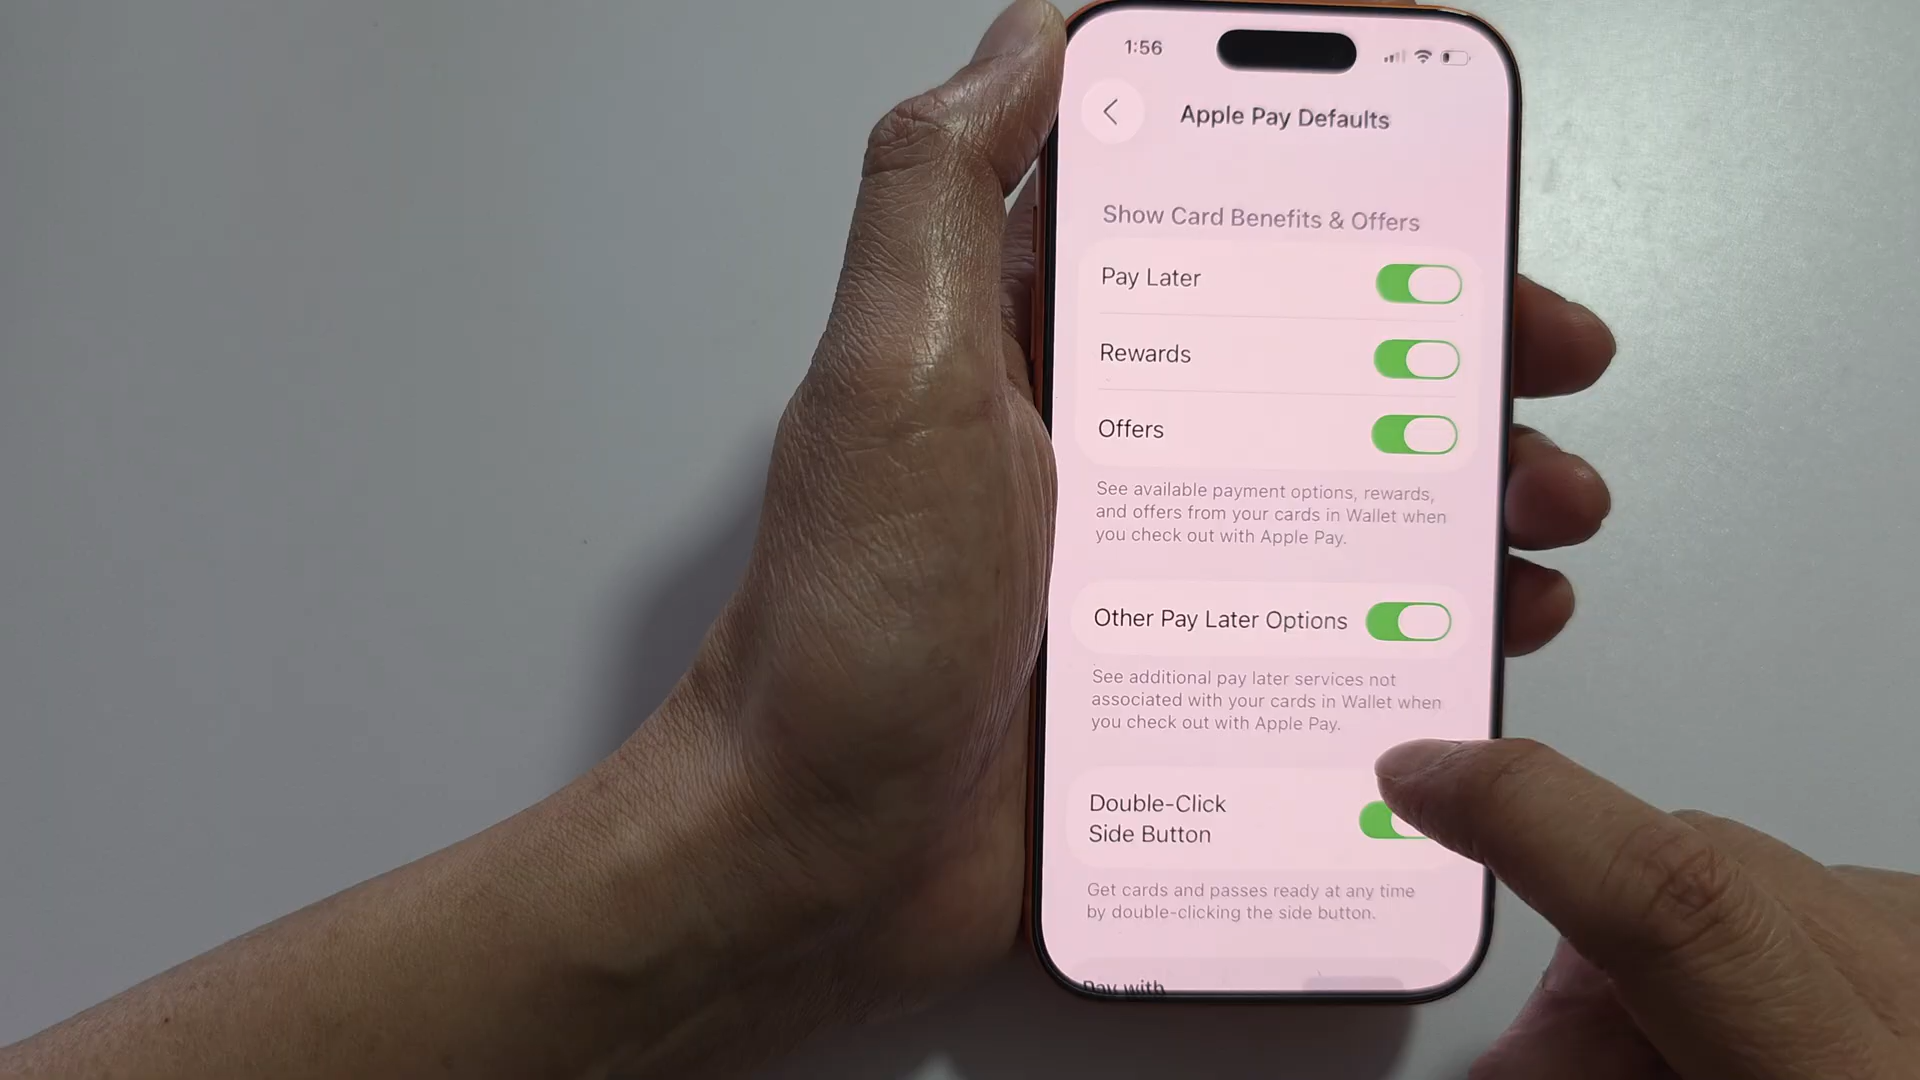 1:56
Apple Pay Defaults
Show Card Benefits & Offers
Pay Later
Rewards
Offers
See available payment options, rewards,
and offers from your cards in Wallet when
you check out with Apple Pay.
Other Pay Later Options
See additional pay later services not
associated with your cards in Wallet when
you check out with Apple Pay.
Double-Click
Side Button
Get cards and passes ready at any time
by double-clicking the side button.
Pay with